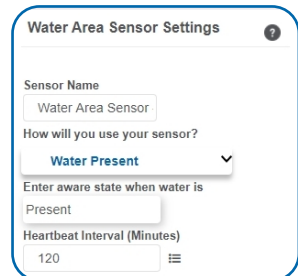 Water Area Sensor Settings ?
Sensor Name
Water Area Sensor
How will you use your sensor?
Water Present
Enter aware state when water is
Present
Heartbeat Interval (Minutes)
120